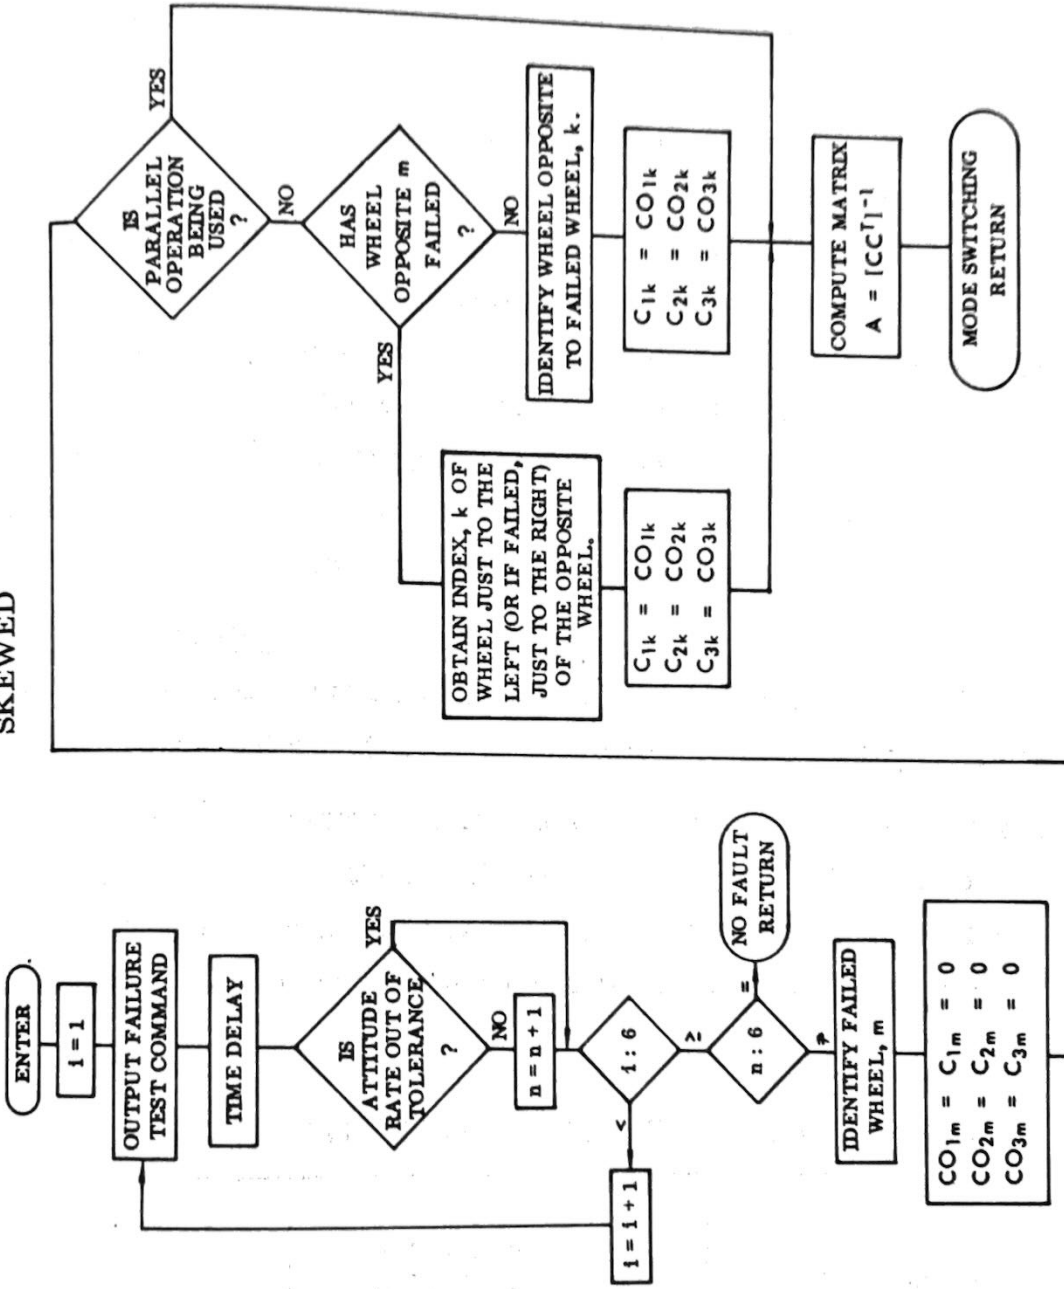 SKEWED
ENTER
i = 1
OUTPUT FAILURE
TEST COMMAND
TIME DELAY
IS
ATTITUDE
RATE OUT OF
TOLERANCE
?
YES
NO
n = n + 1
i : 6
<
i = i + 1
≥
n : 6
=
NO FAULT
RETURN
≠
IDENTIFY FAILED
WHEEL, m
CO1m = C1m = 0
CO2m = C2m = 0
CO3m = C3m = 0
IS
PARALLEL
OPERATION
BEING
USED
?
YES
NO
HAS
WHEEL
OPPOSITE m
FAILED
?
YES
NO
OBTAIN INDEX, k OF
WHEEL JUST TO THE
LEFT (OR IF FAILED,
JUST TO THE RIGHT)
OF THE OPPOSITE
WHEEL.
C1k = CO1k
C2k = CO2k
C3k = CO3k
IDENTIFY WHEEL OPPOSITE
TO FAILED WHEEL, k.
C1k = CO1k
C2k = CO2k
C3k = CO3k
COMPUTE MATRIX
A = [CCᵀ]⁻¹
MODE SWITCHING
RETURN